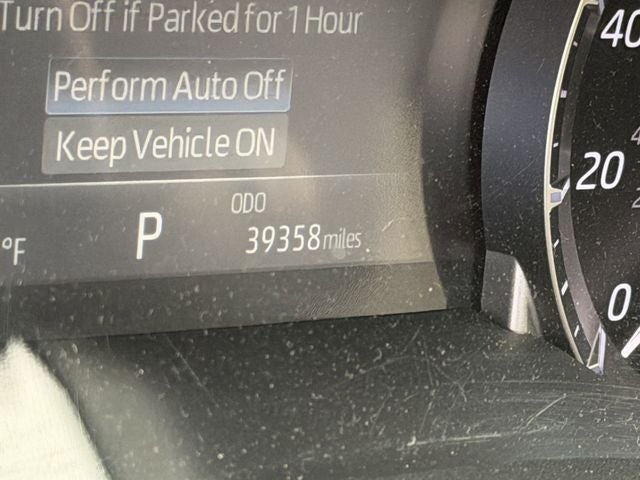 Turn Off if Parked for 1 Hour
Perform Auto Off
Keep Vehicle ON
ODO
°F P 39358 miles
40
20
0